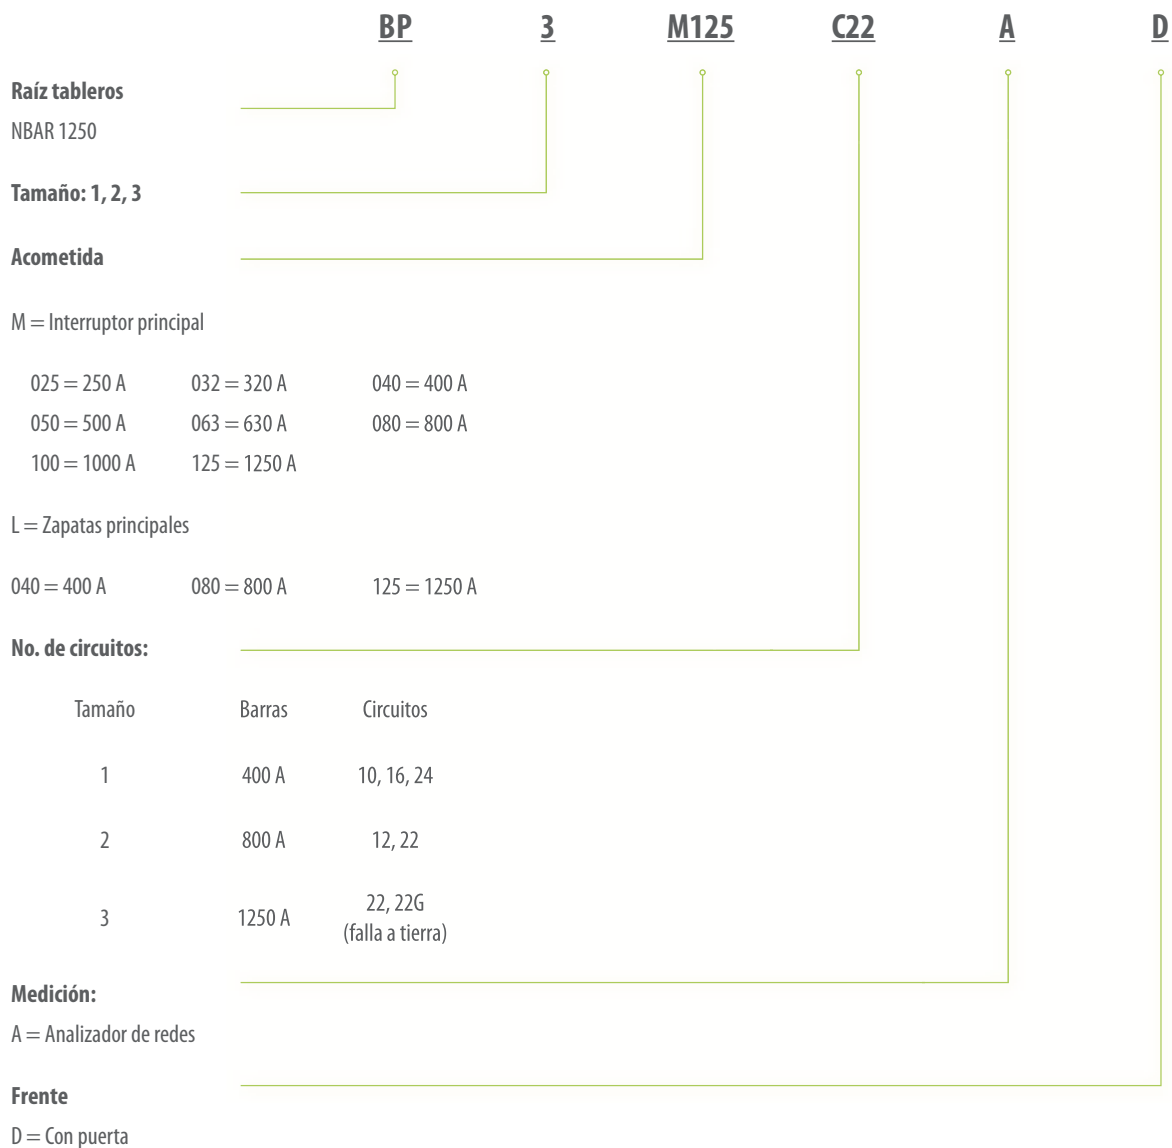 BP 3 M125 C22 A D
Raíz tableros
NBAR 1250
Tamaño: 1, 2, 3
Acometida
M = Interruptor principal
025 = 250 A 032 = 320 A 040 = 400 A
050 = 500 A 063 = 630 A 080 = 800 A
100 = 1000 A 125 = 1250 A
L = Zapatas principales
040 = 400 A 080 = 800 A 125 = 1250 A
No. de circuitos:
Tamaño Barras Circuitos
1 400 A 10, 16, 24
2 800 A 12, 22
3 1250 A 22, 22G
(falla a tierra)
Medición:
A = Analizador de redes
Frente
D = Con puerta